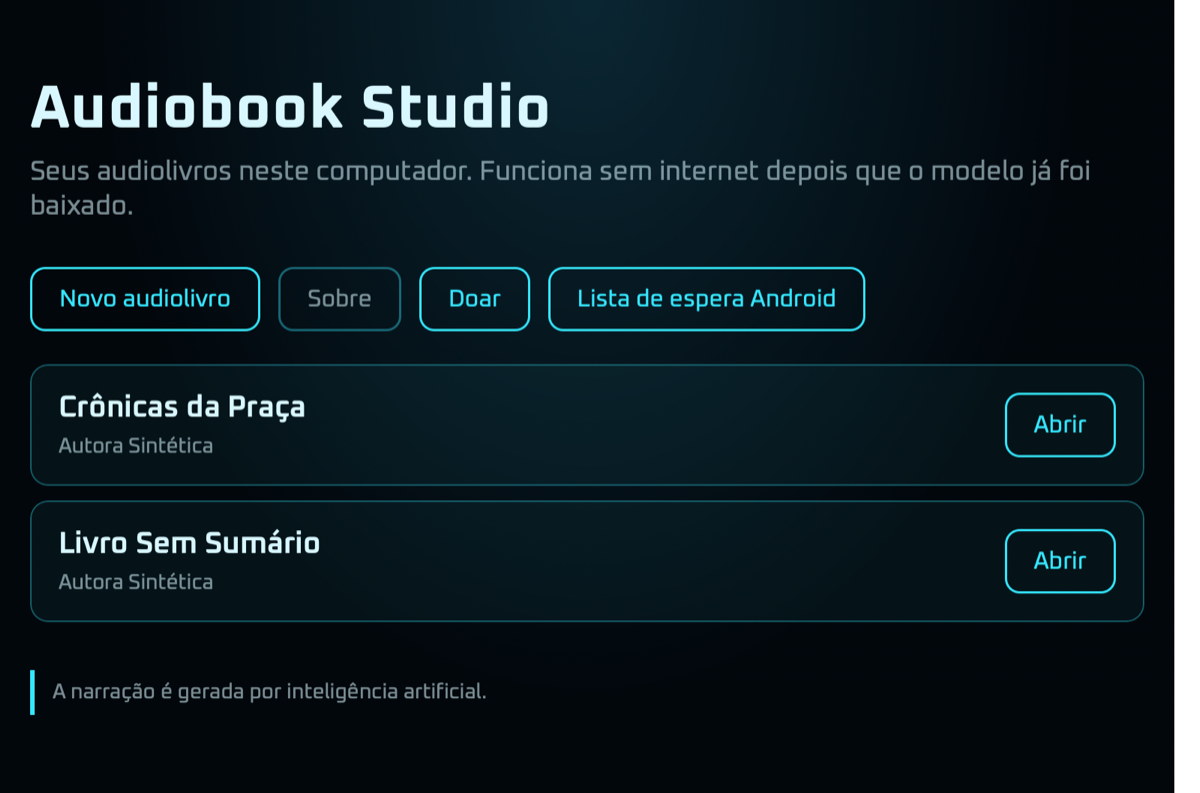 Audiobook Studio
Seus audiolivros neste computador. Funciona sem internet depois que o modelo já foi
baixado.
Novo audiolivro
Sobre
Doar
Lista de espera Android
Crônicas da Praça
Autora Sintética
Abrir
Livro Sem Sumário
Autora Sintética
Abrir
A narração é gerada por inteligência artificial.